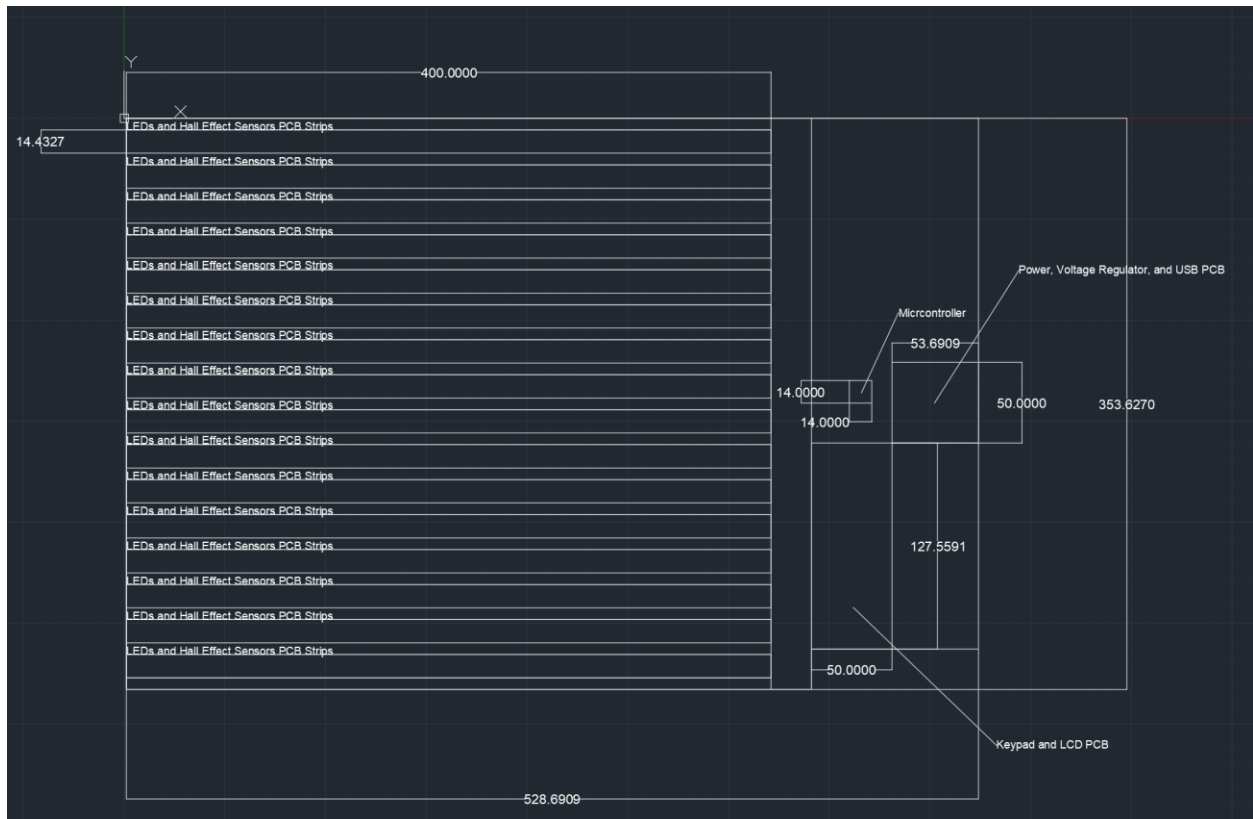 Y
400.0000
X
LEDs and Hall Effect Sensors PCB Strips
14.4327
LEDs and Hall Effect Sensors PCB Strips
LEDs and Hall Effect Sensors PCB Strips
LEDs and Hall Effect Sensors PCB Strips
LEDs and Hall Effect Sensors PCB Strips
Power, Voltage Regulator, and USB PCB
LEDs and Hall Effect Sensors PCB Strips
Micrcontroller
LEDs and Hall Effect Sensors PCB Strips
53.6909
LEDs and Hall Effect Sensors PCB Strips
14.0000
50.0000
353.6270
LEDs and Hall Effect Sensors PCB Strips
14.0000
LEDs and Hall Effect Sensors PCB Strips
LEDs and Hall Effect Sensors PCB Strips
LEDs and Hall Effect Sensors PCB Strips
LEDs and Hall Effect Sensors PCB Strips
127.5591
LEDs and Hall Effect Sensors PCB Strips
LEDs and Hall Effect Sensors PCB Strips
LEDs and Hall Effect Sensors PCB Strips
50.0000
Keypad and LCD PCB
528.6909